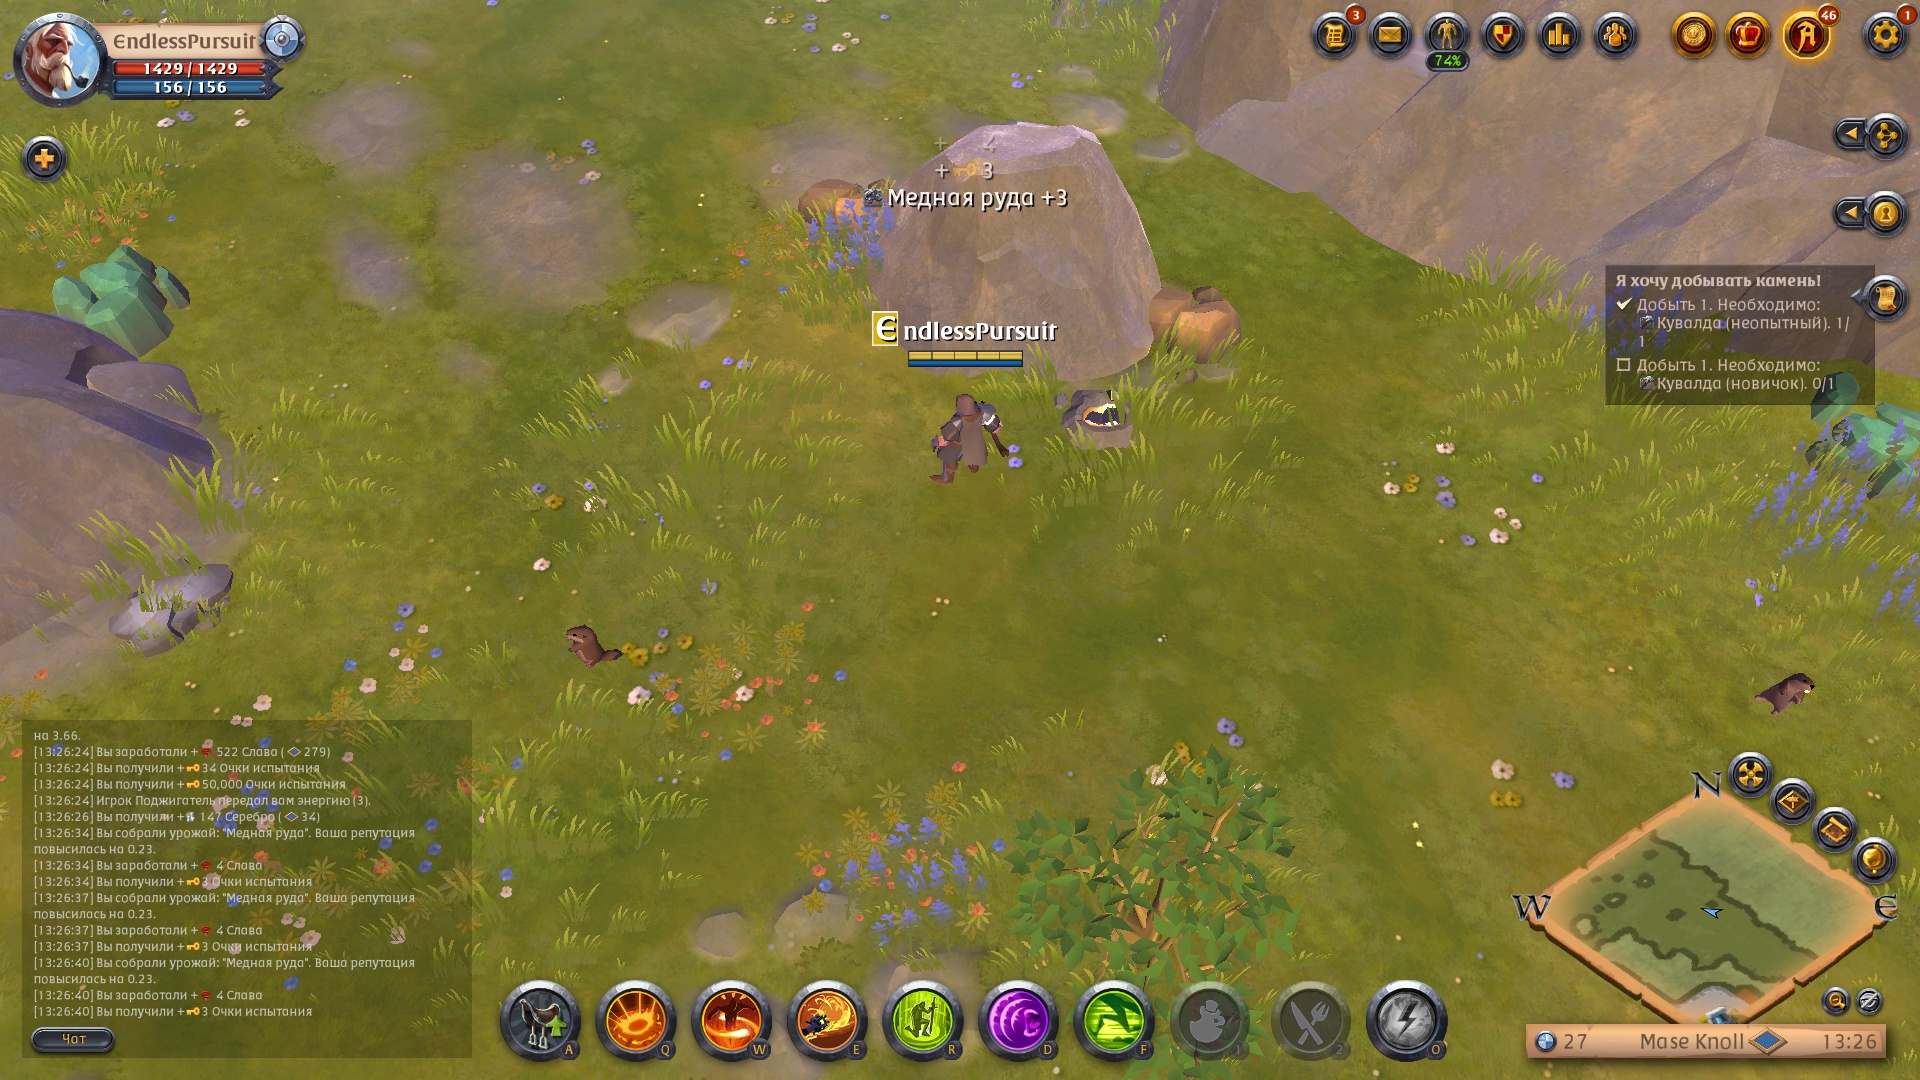 EndlessPursuit
1429 / 1429
156 / 156
3
74%
46
1
+ 4
+ 3
Медная руда +3
EndlessPursuit
Я хочу добывать камень!
Добыть 1. Необходимо:
Кувалда (неопытный). 1/
1
Добыть 1. Необходимо:
Кувалда (новичок). 0/1
на 3.66.
[13:26:24] Вы заработали + 522 Слава ( 279)
[13:26:24] Вы получили + 34 Очки испытания
[13:26:24] Вы получили + 50,000 Очки испытания
[13:26:24] Игрок Поджигатель передал вам энергию (3).
[13:26:26] Вы получили + 147 Серебро ( 34)
[13:26:34] Вы собрали урожай: "Медная руда". Ваша репутация
повысилась на 0.23.
[13:26:34] Вы заработали + 4 Слава
[13:26:34] Вы получили + 3 Очки испытания
[13:26:37] Вы собрали урожай: "Медная руда". Ваша репутация
повысилась на 0.23.
[13:26:37] Вы заработали + 4 Слава
[13:26:37] Вы получили + 3 Очки испытания
[13:26:40] Вы собрали урожай: "Медная руда". Ваша репутация
повысилась на 0.23.
[13:26:40] Вы заработали + 4 Слава
[13:26:40] Вы получили + 3 Очки испытания
Чат
A
Q
W
E
R
D
F
1
2
O
N
W
E
27
Mase Knoll
13:26